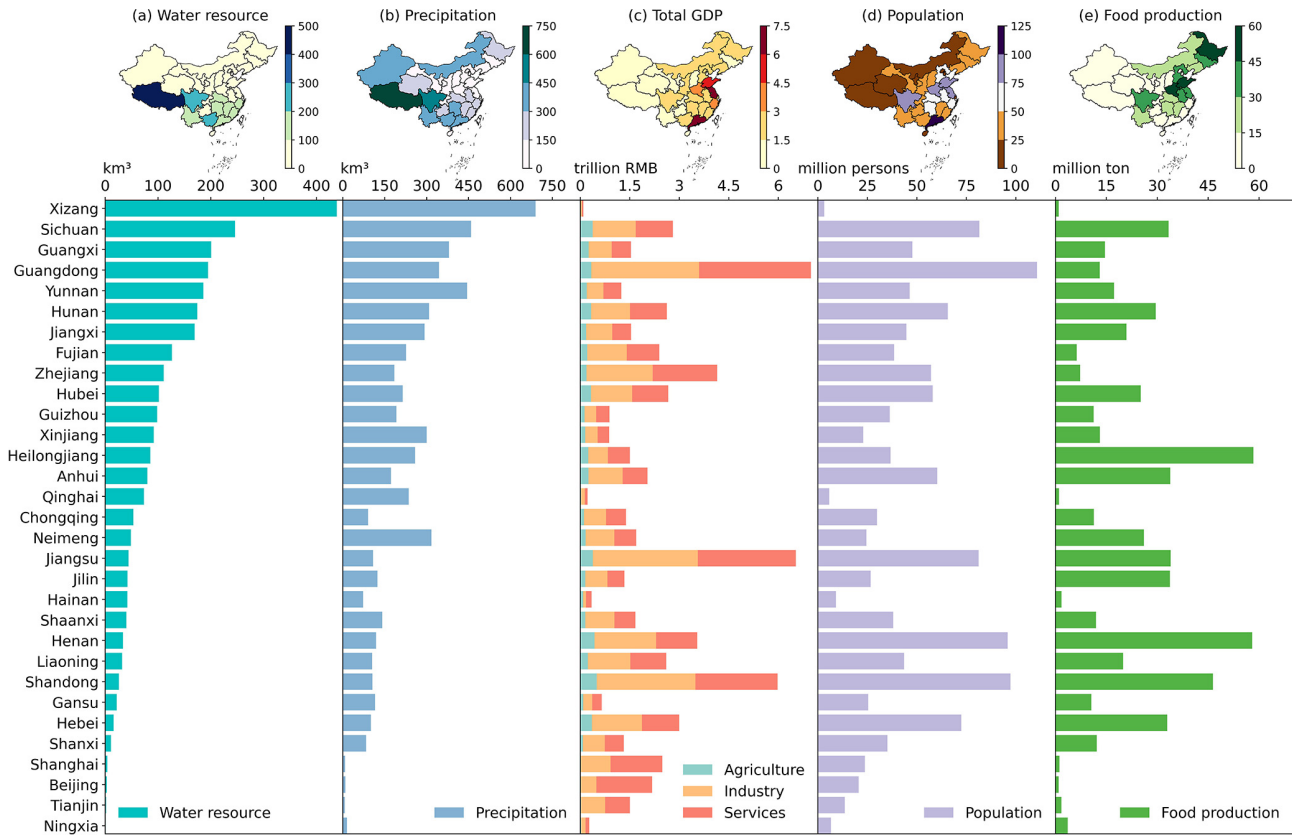 (a) Water resource
(b) Precipitation
(c) Total GDP
(d) Population
(e) Food production
500
400
300
200
100
0
750
600
450
300
150
0
7.5
6.0
4.5
3.0
1.5
0
125
100
75
50
25
0
60
45
30
15
0
km³
km³
trillion RMB
million persons
million ton
0 100 200 300 400
0 150 300 450 600 750
0 1.5 3 4.5 6
0 25 50 75 100
0 15 30 45 60
Xizang
Sichuan
Guangxi
Guangdong
Yunnan
Hunan
Jiangxi
Fujian
Zhejiang
Hubei
Guizhou
Xinjiang
Heilongjiang
Anhui
Qinghai
Chongqing
Neimeng
Jiangsu
Jilin
Hainan
Shaanxi
Henan
Liaoning
Shandong
Gansu
Hebei
Shanxi
Shanghai
Beijing
Tianjin
Ningxia
Water resource
Precipitation
Agriculture
Industry
Services
Population
Food production